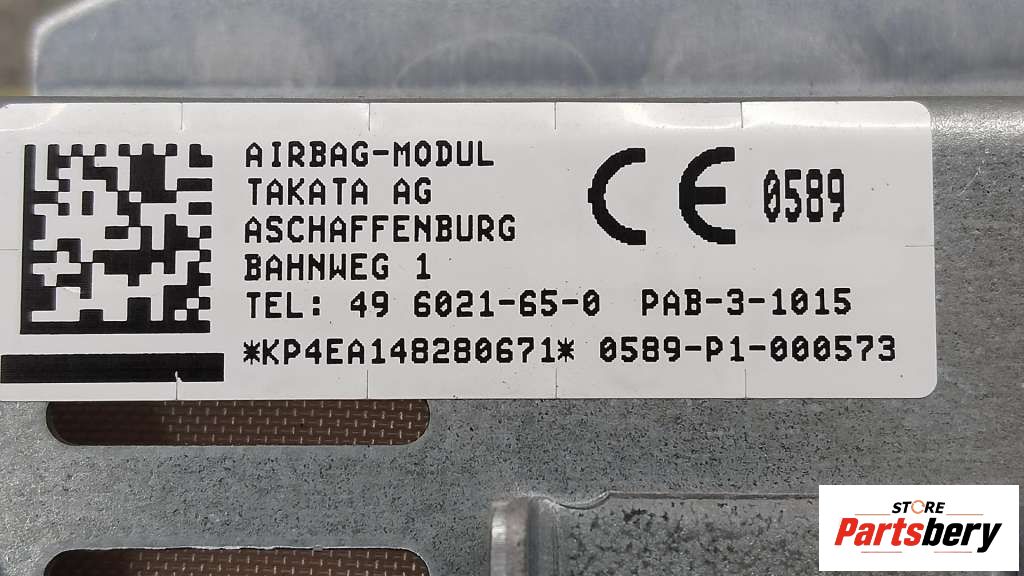 AIRBAG-MODUL
TAKATA AG
ASCHAFFENBURG
BAHNWEG 1
TEL: 49 6021-65-0 PAB-3-1015
*KP4EA148280671* 0589-P1-000573
CE 0589
STORE
Partsbery